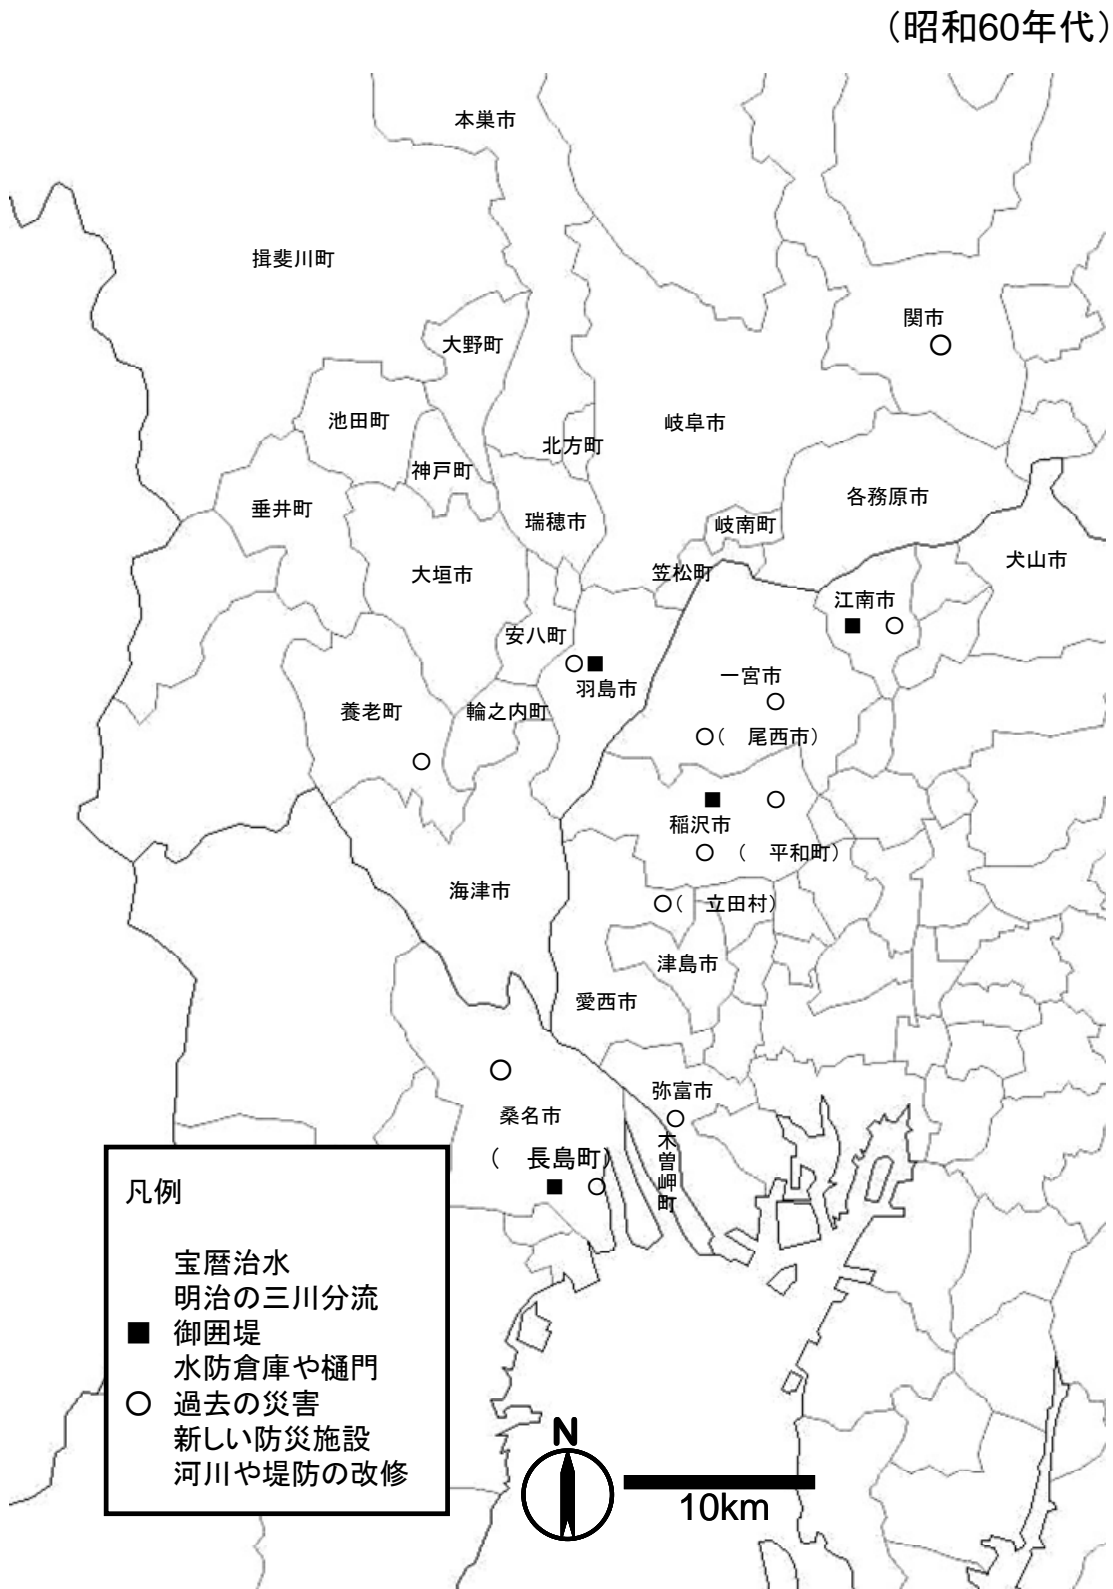 （昭和60年代）
本巣市
揖斐川町
関市
大野町
池田町
岐阜市
北方町
神戸町
各務原市
垂井町
瑞穂市
岐南町
犬山市
大垣市
笠松町
江南市
安八町
一宮市
羽島市
養老町
輪之内町
（ 尾西市）
稲沢市
（ 平和町）
海津市
（ 立田村）
津島市
愛西市
弥富市
桑名市
木曽岬町
（ 長島町）
凡例
宝暦治水
明治の三川分流
■ 御囲堤
水防倉庫や樋門
○ 過去の災害
新しい防災施設
河川や堤防の改修
N
10km